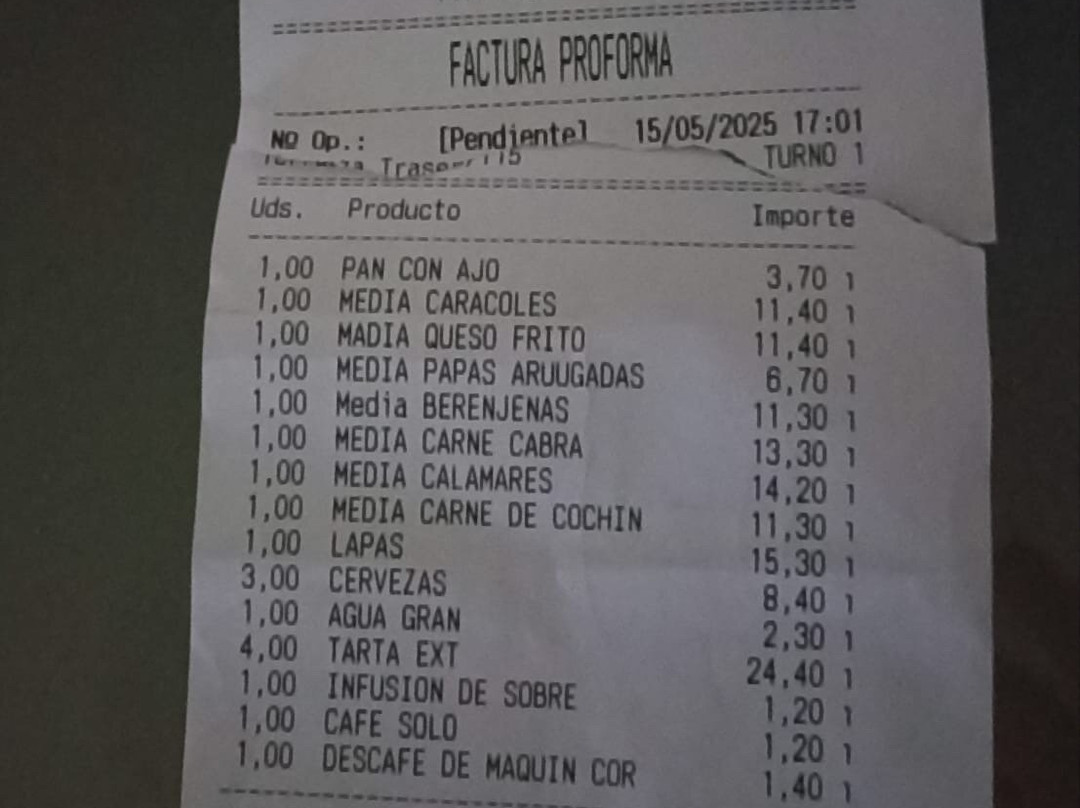 FACTURA PROFORMA
Nº Op.: [Pendiente] 15/05/2025 17:01
TURNO 1
Uds. Producto Importe
1,00 PAN CON AJO 3,70 1
1,00 MEDIA CARACOLES 11,40 1
1,00 MADIA QUESO FRITO 11,40 1
1,00 MEDIA PAPAS ARUUGADAS 6,70 1
1,00 Media BERENJENAS 11,30 1
1,00 MEDIA CARNE CABRA 13,30 1
1,00 MEDIA CALAMARES 14,20 1
1,00 MEDIA CARNE DE COCHIN 11,30 1
1,00 LAPAS 15,30 1
3,00 CERVEZAS 8,40 1
1,00 AGUA GRAN 2,30 1
4,00 TARTA EXT 24,40 1
1,00 INFUSION DE SOBRE 1,20 1
1,00 CAFE SOLO 1,20 1
1,00 DESCAFE DE MAQUIN COR 1,40 1